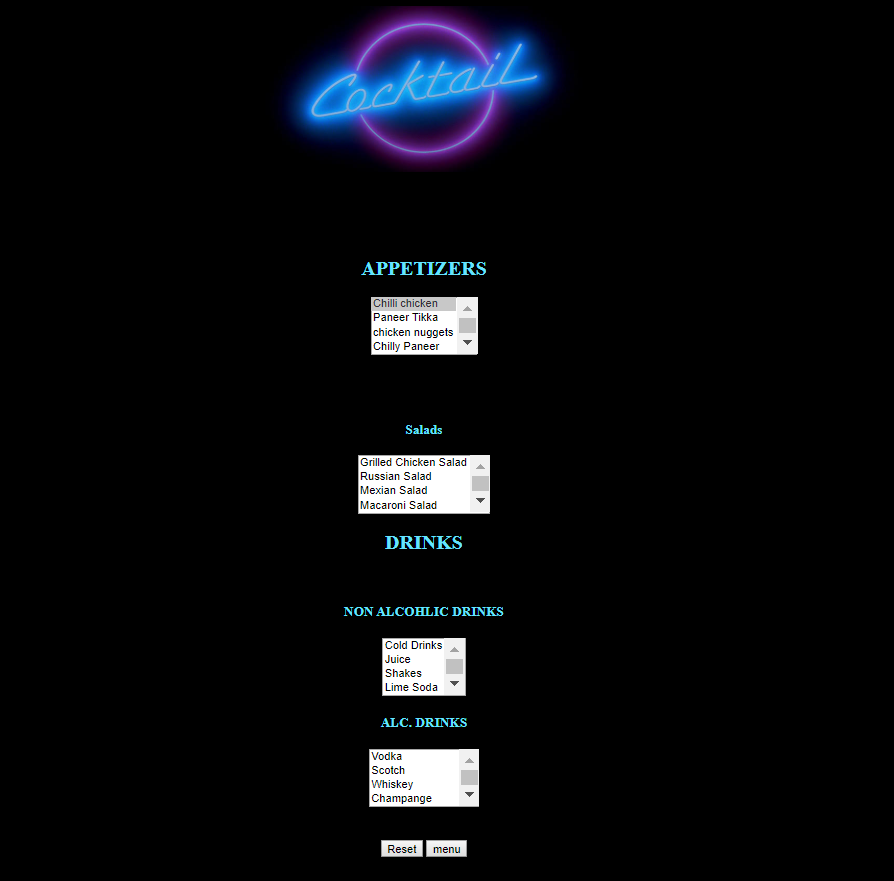 Cocktail
APPETIZERS
Chilli chicken
Paneer Tikka
chicken nuggets
Chilly Paneer
Salads
Grilled Chicken Salad
Russian Salad
Mexian Salad
Macaroni Salad
DRINKS
NON ALCOHLIC DRINKS
Cold Drinks
Juice
Shakes
Lime Soda
ALC. DRINKS
Vodka
Scotch
Whiskey
Champange
Reset menu